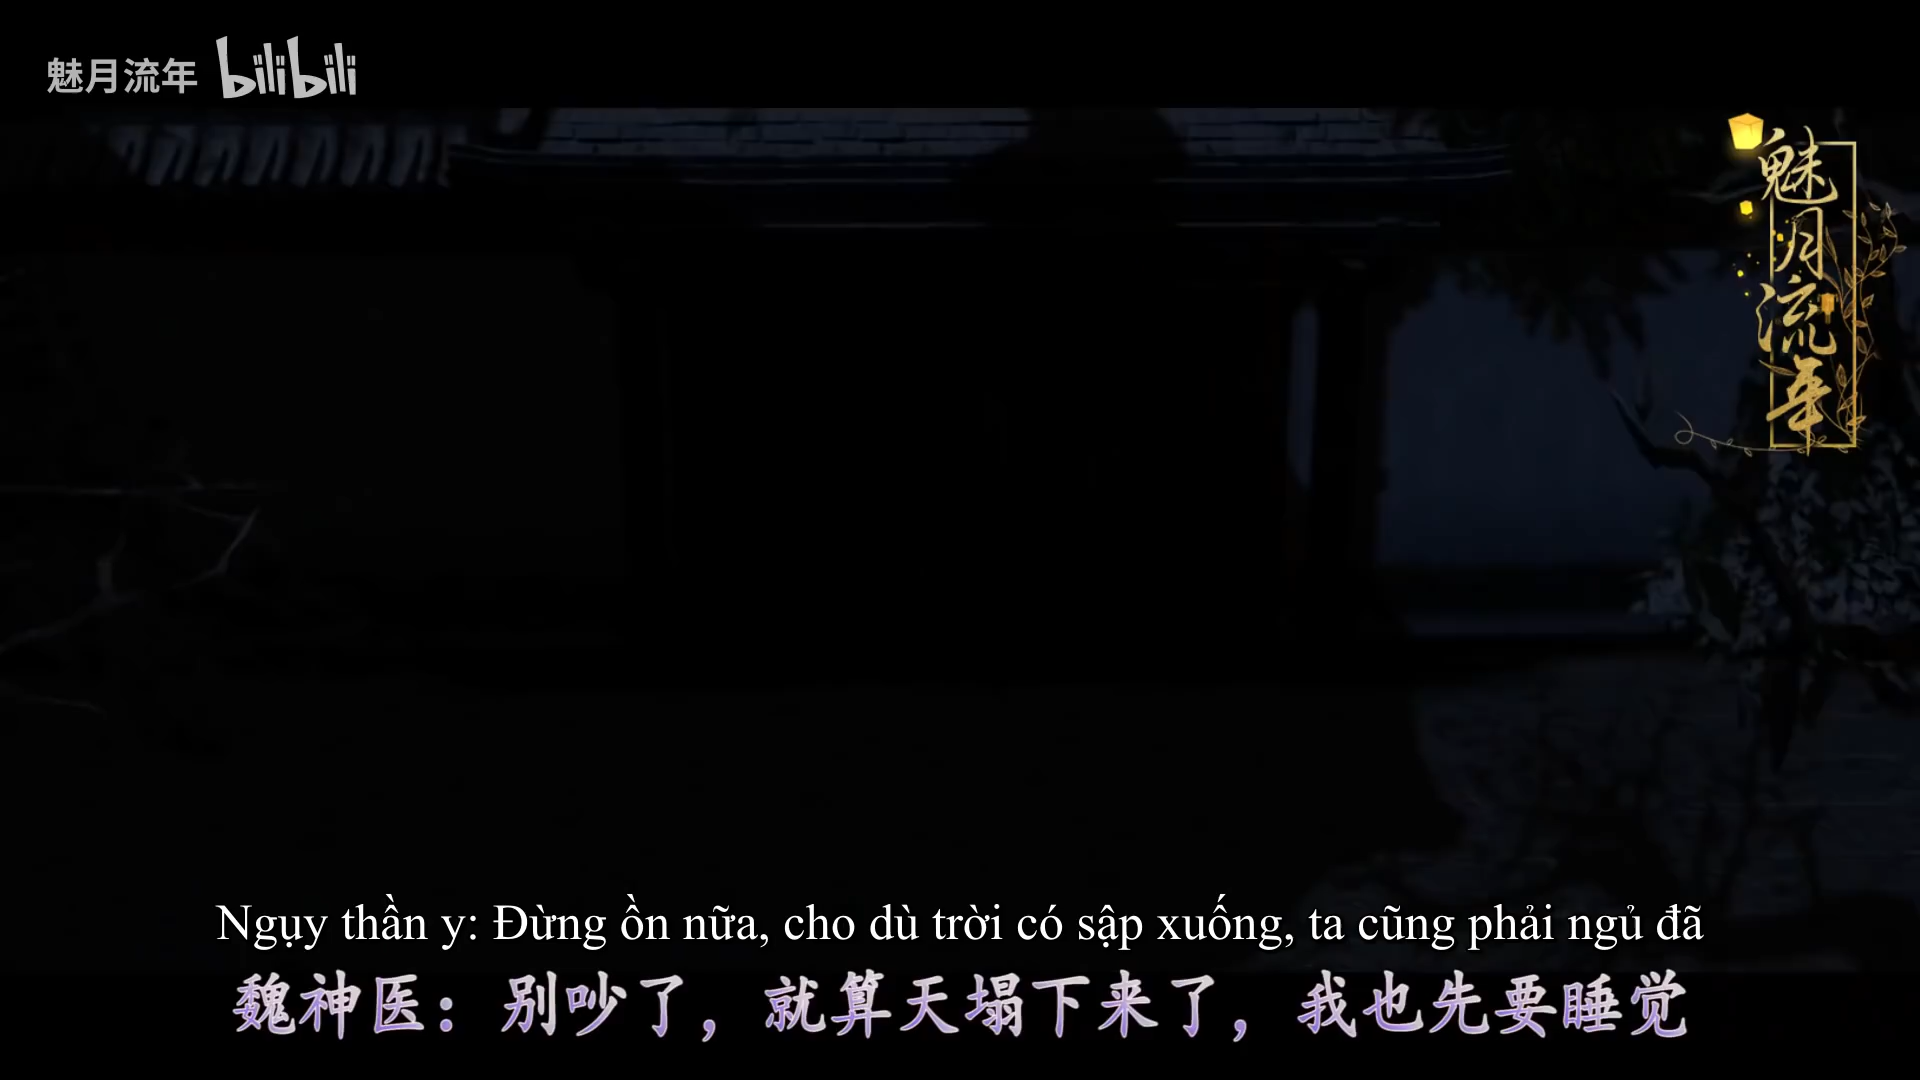 魅月流年 bilibili
魅月流年
Ngụy thần y: Đừng ồn nữa, cho dù trời có sập xuống, ta cũng phải ngủ đã
魏神医：别吵了，就算天塌下来了，我也先要睡觉